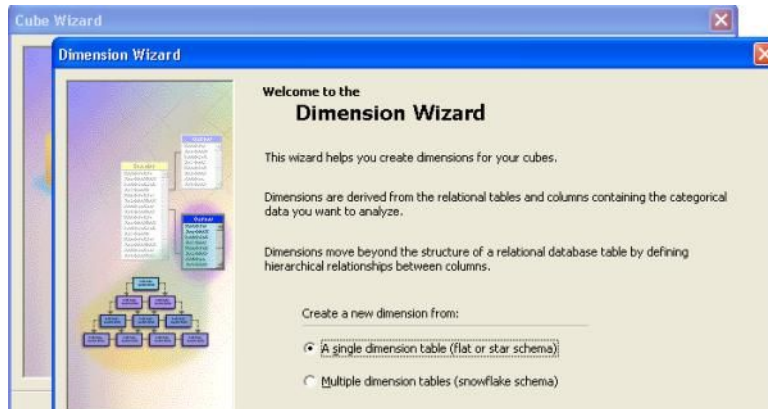 Cube Wizard
Dimension Wizard
Welcome to the
Dimension Wizard
This wizard helps you create dimensions for your cubes.
Dimensions are derived from the relational tables and columns containing the categorical
data you want to analyze.
Dimensions move beyond the structure of a relational database table by defining
hierarchical relationships between columns.
Create a new dimension from:
A single dimension table (flat or star schema)
Multiple dimension tables (snowflake schema)